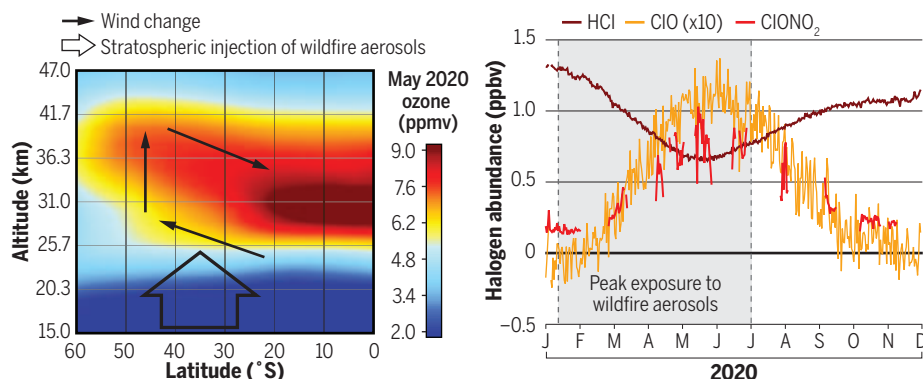 Wind change
Stratospheric injection of wildfire aerosols
May 2020
ozone
(ppmv)
Altitude (km)
47.0
41.7
36.3
31.0
25.7
20.3
15.0
60 50 40 30 20 10 0
Latitude (˚S)
9.0
7.6
6.2
4.8
3.4
2.0
HCl ClO (x10) ClONO₂
Halogen abundance (ppbv)
1.5
1.0
0.5
0
−0.5
Peak exposure to
wildfire aerosols
J F M A M J J A S O N D
2020